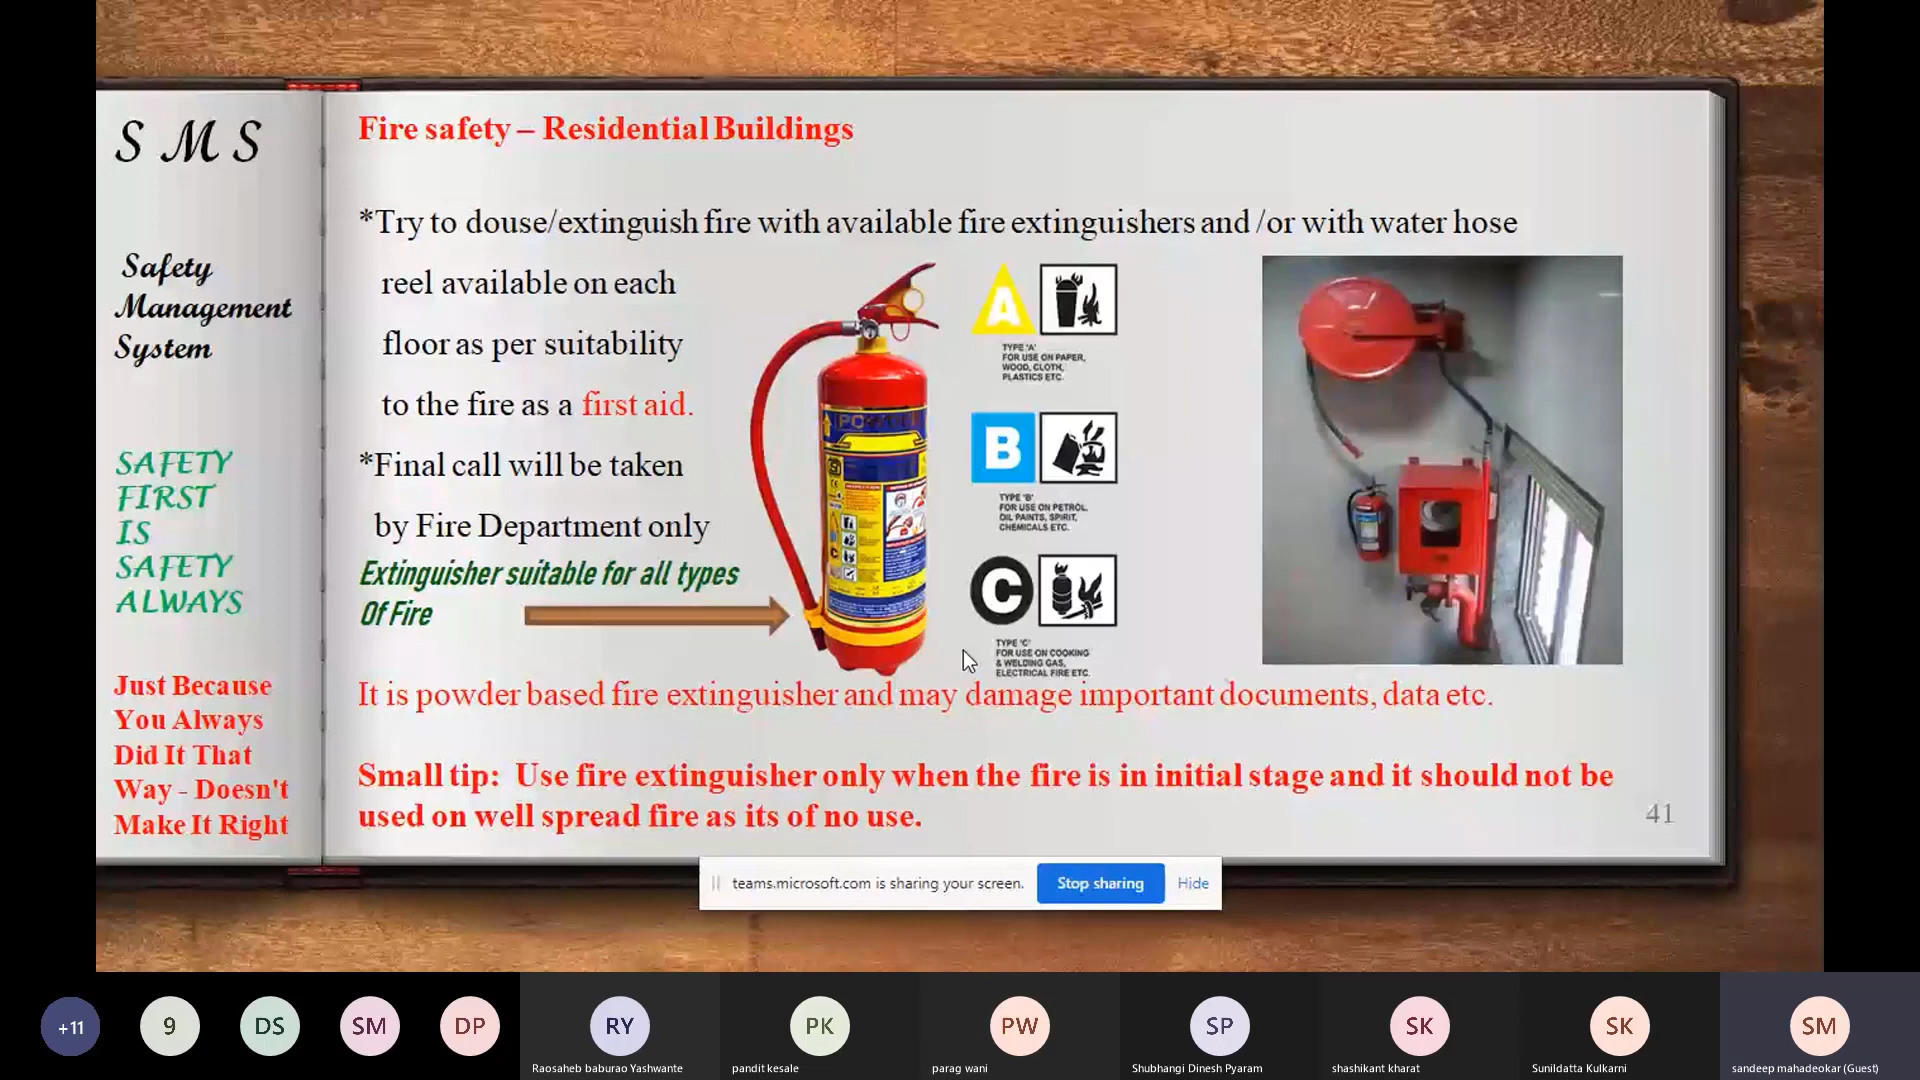 S M S
Safety
Management
System
SAFETY
FIRST
IS
SAFETY
ALWAYS
Just Because
You Always
Did It That
Way - Doesn't
Make It Right
Fire safety – Residential Buildings
*Try to douse/extinguish fire with available fire extinguishers and /or with water hose
reel available on each
floor as per suitability
to the fire as a first aid.
*Final call will be taken
by Fire Department only
Extinguisher suitable for all types
Of Fire
A
TYPE 'A'
FOR USE ON PAPER,
WOOD, CLOTH,
PLASTICS ETC.
B
TYPE 'B'
FOR USE ON PETROL,
OIL PAINTS, SPIRIT,
CHEMICALS ETC.
C
TYPE 'C'
FOR USE ON COOKING
& WELDING GAS,
ELECTRICAL FIRE ETC.
It is powder based fire extinguisher and may damage important documents, data etc.
Small tip: Use fire extinguisher only when the fire is in initial stage and it should not be
used on well spread fire as its of no use.
41
teams.microsoft.com is sharing your screen.
Stop sharing
Hide
+11
9
DS
SM
DP
RY
PK
PW
SP
SK
SK
SM
Raosaheb baburao Yashwante
pandit kesale
parag wani
Shubhangi Dinesh Pyaram
shashikant kharat
Sunildatta Kulkarni
sandeep mahadeokar (Guest)